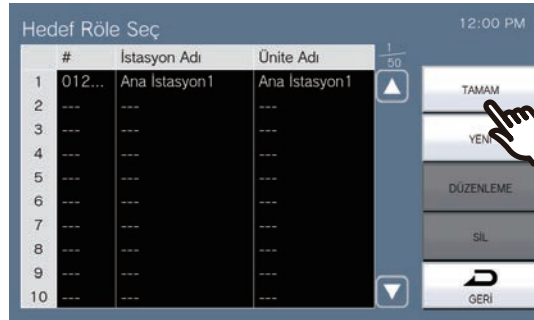 Hedef Röle Seç 12:00 PM
# İstasyon Adı Ünite Adı 1/50
1 012... Ana İstasyon1 Ana İstasyon1
2 --- --- ---
3 --- --- ---
4 --- --- ---
5 --- --- ---
6 --- --- ---
7 --- --- ---
8 --- --- ---
9 --- --- ---
10 --- --- ---
TAMAM
YENİ
DÜZENLEME
SİL
GERİ